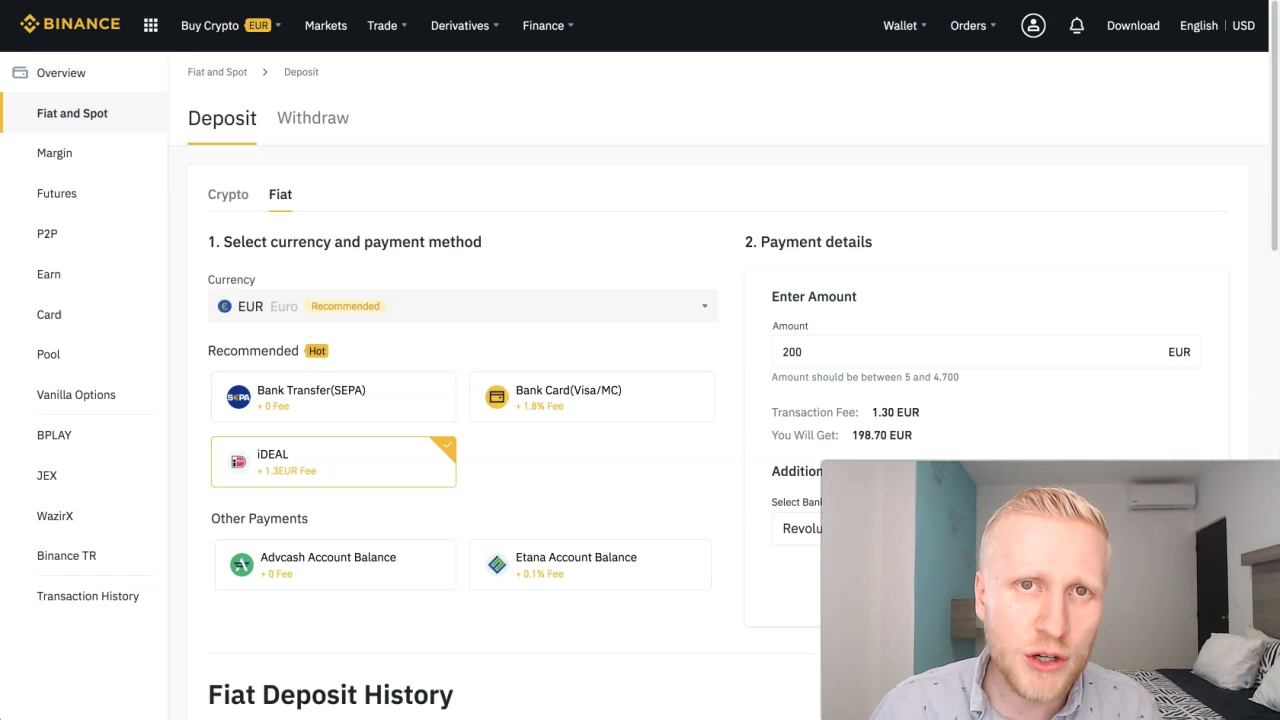 BINANCE
Buy Crypto EUR Markets Trade Derivatives Finance Wallet Orders Download English USD
Overview
Fiat and Spot
Margin
Futures
P2P
Earn
Card
Pool
Vanilla Options
BPLAY
JEX
WazirX
Binance TR
Transaction History
Fiat and Spot > Deposit
Deposit Withdraw
Crypto Fiat
1. Select currency and payment method
Currency
EUR Euro Recommended
Recommended Hot
SEPA
Bank Transfer(SEPA)
+ 0 Fee
Bank Card(Visa/MC)
+ 1.8% Fee
iDEAL
+ 1.3EUR Fee
Other Payments
Advcash Account Balance
+ 0 Fee
Etana Account Balance
+ 0.1% Fee
2. Payment details
Enter Amount
Amount
200 EUR
Amount should be between 5 and 4,700
Transaction Fee: 1.30 EUR
You Will Get: 198.70 EUR
Addition
Select Bank
Revolu
Fiat Deposit History